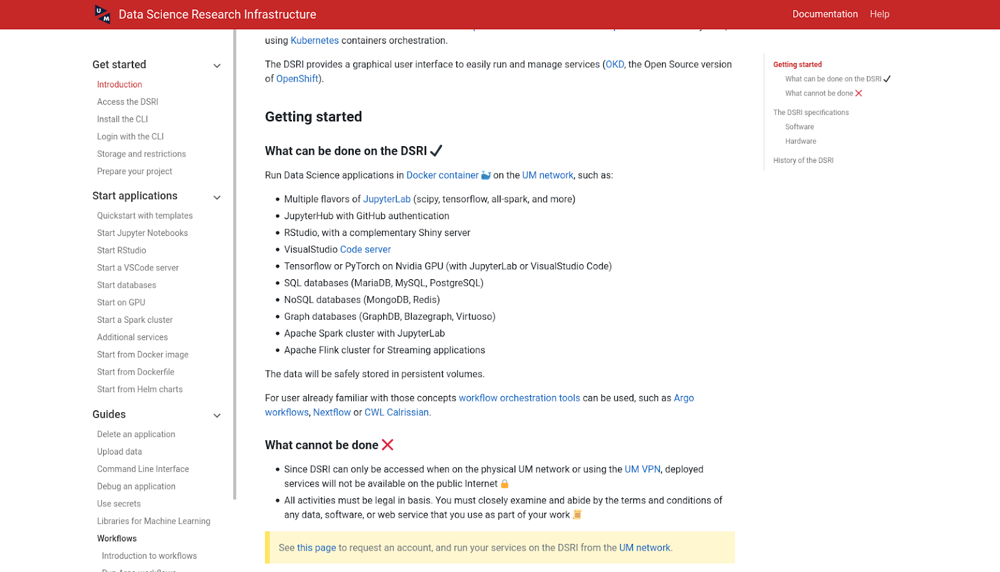 UM Data Science Research Infrastructure
Documentation
Help
Get started
Introduction
Access the DSRI
Install the CLI
Login with the CLI
Storage and restrictions
Prepare your project
Start applications
Quickstart with templates
Start Jupyter Notebooks
Start RStudio
Start a VSCode server
Start databases
Start on GPU
Start a Spark cluster
Additional services
Start from Docker image
Start from Dockerfile
Start from Helm charts
Guides
Delete an application
Upload data
Command Line Interface
Debug an application
Use secrets
Libraries for Machine Learning
Workflows
Introduction to workflows
Run Argo workflows
using Kubernetes containers orchestration.
The DSRI provides a graphical user interface to easily run and manage services (OKD, the Open Source version
of OpenShift).
Getting started
What can be done on the DSRI ✔
Run Data Science applications in Docker container 🐳 on the UM network, such as:
• Multiple flavors of JupyterLab (scipy, tensorflow, all-spark, and more)
• JupyterHub with GitHub authentication
• RStudio, with a complementary Shiny server
• VisualStudio Code server
• Tensorflow or PyTorch on Nvidia GPU (with JupyterLab or VisualStudio Code)
• SQL databases (MariaDB, MySQL, PostgreSQL)
• NoSQL databases (MongoDB, Redis)
• Graph databases (GraphDB, Blazegraph, Virtuoso)
• Apache Spark cluster with JupyterLab
• Apache Flink cluster for Streaming applications
The data will be safely stored in persistent volumes.
For user already familiar with those concepts workflow orchestration tools can be used, such as Argo
workflows, Nextflow or CWL Calrissian.
What cannot be done ❌
• Since DSRI can only be accessed when on the physical UM network or using the UM VPN, deployed
services will not be available on the public Internet 🔒
• All activities must be legal in basis. You must closely examine and abide by the terms and conditions of
any data, software, or web service that you use as part of your work 📜
See this page to request an account, and run your services on the DSRI from the UM network.
Getting started
What can be done on the DSRI ✔
What cannot be done ❌
The DSRI specifications
Software
Hardware
History of the DSRI